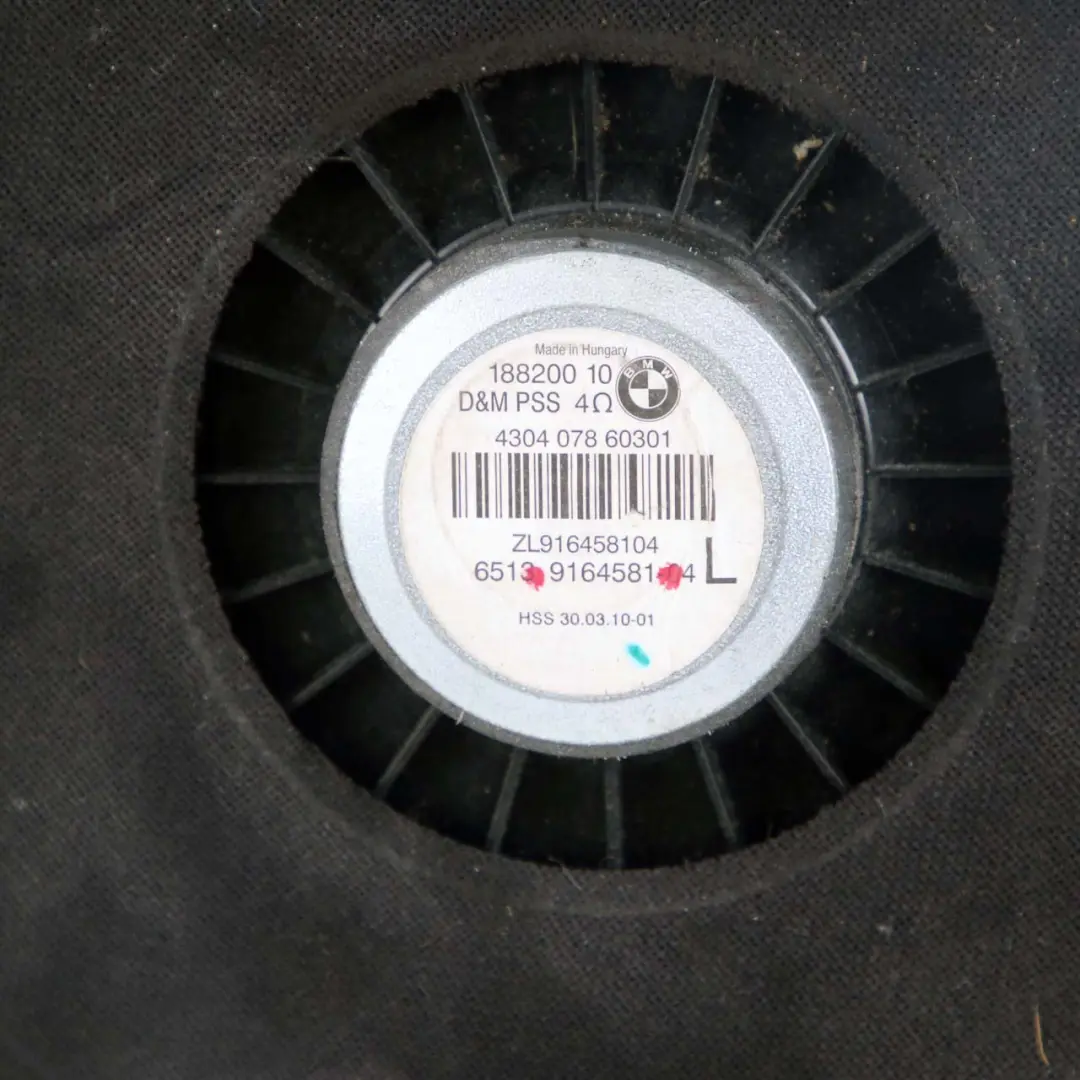 Made in Hungary
188200 10
BMW
D&M PSS 4Ω
4304 078 60301
ZL916458104
6513 9164581-04 L
HSS 30.03.10-01